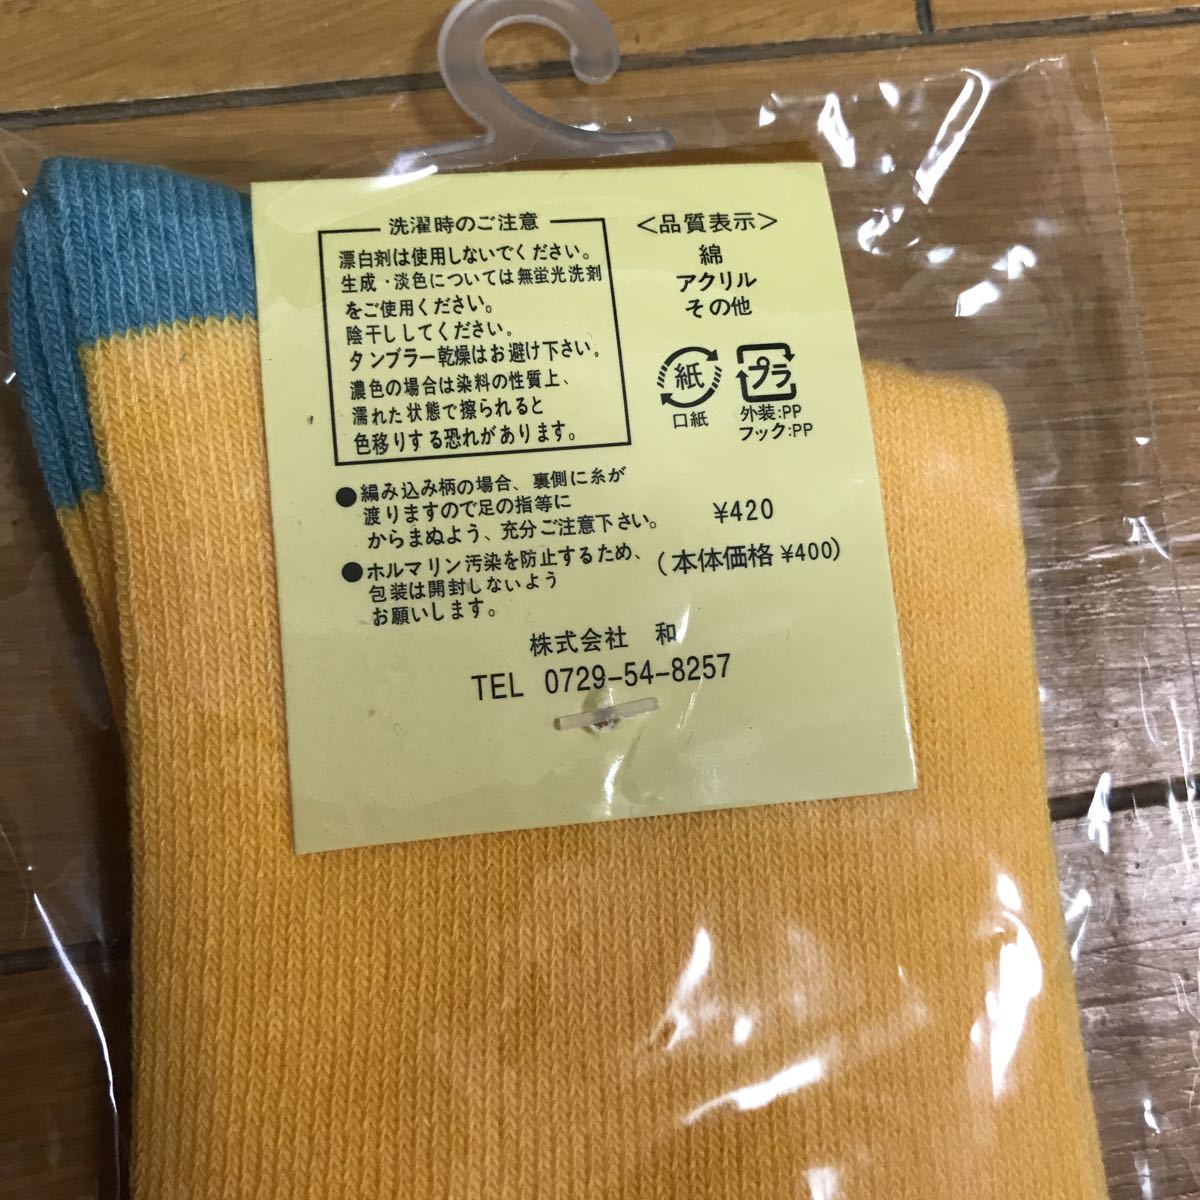 洗濯時のご注意
漂白剤は使用しないでください。
生成・淡色については無蛍光洗剤
をご使用ください。
陰干ししてください。
タンブラー乾燥はお避け下さい。
濃色の場合は染料の性質上、
濡れた状態で擦られると
色移りする恐れがあります。
●編み込み柄の場合、裏側に糸が
渡りますので足の指等に
からまぬよう、充分ご注意下さい。
●ホルマリン汚染を防止するため、
包装は開封しないよう
お願いします。
<品質表示>
綿
アクリル
その他
紙
口紙
プラ
外装:PP
フック:PP
¥420
(本体価格¥400)
株式会社 和
TEL 0729-54-8257